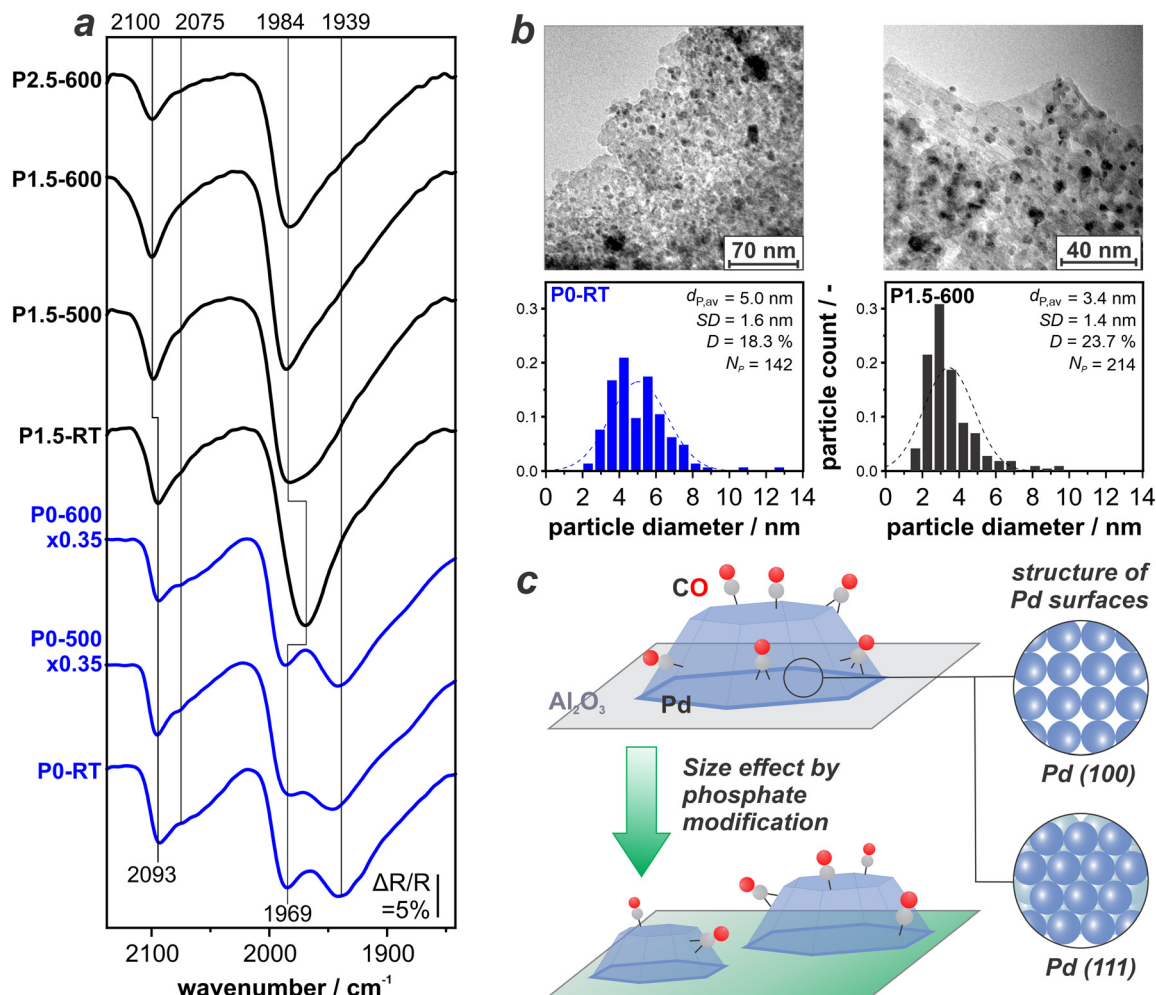 a
2100 2075 1984 1939
P2.5-600
P1.5-600
P1.5-500
P1.5-RT
P0-600
x0.35
P0-500
x0.35
P0-RT
2093
1969
ΔR/R
=5%
2100 2000 1900
wavenumber / cm⁻¹
b
70 nm
40 nm
P0-RT
dP,av = 5.0 nm
SD = 1.6 nm
D = 18.3 %
NP = 142
0.3
0.2
0.1
0.0
0 2 4 6 8 10 12 14
particle diameter / nm
particle count / -
P1.5-600
dP,av = 3.4 nm
SD = 1.4 nm
D = 23.7 %
NP = 214
0.3
0.2
0.1
0.0
0 2 4 6 8 10 12 14
particle diameter / nm
c
CO
Al₂O₃
Pd
structure of
Pd surfaces
Pd (100)
Size effect by
phosphate
modification
Pd (111)